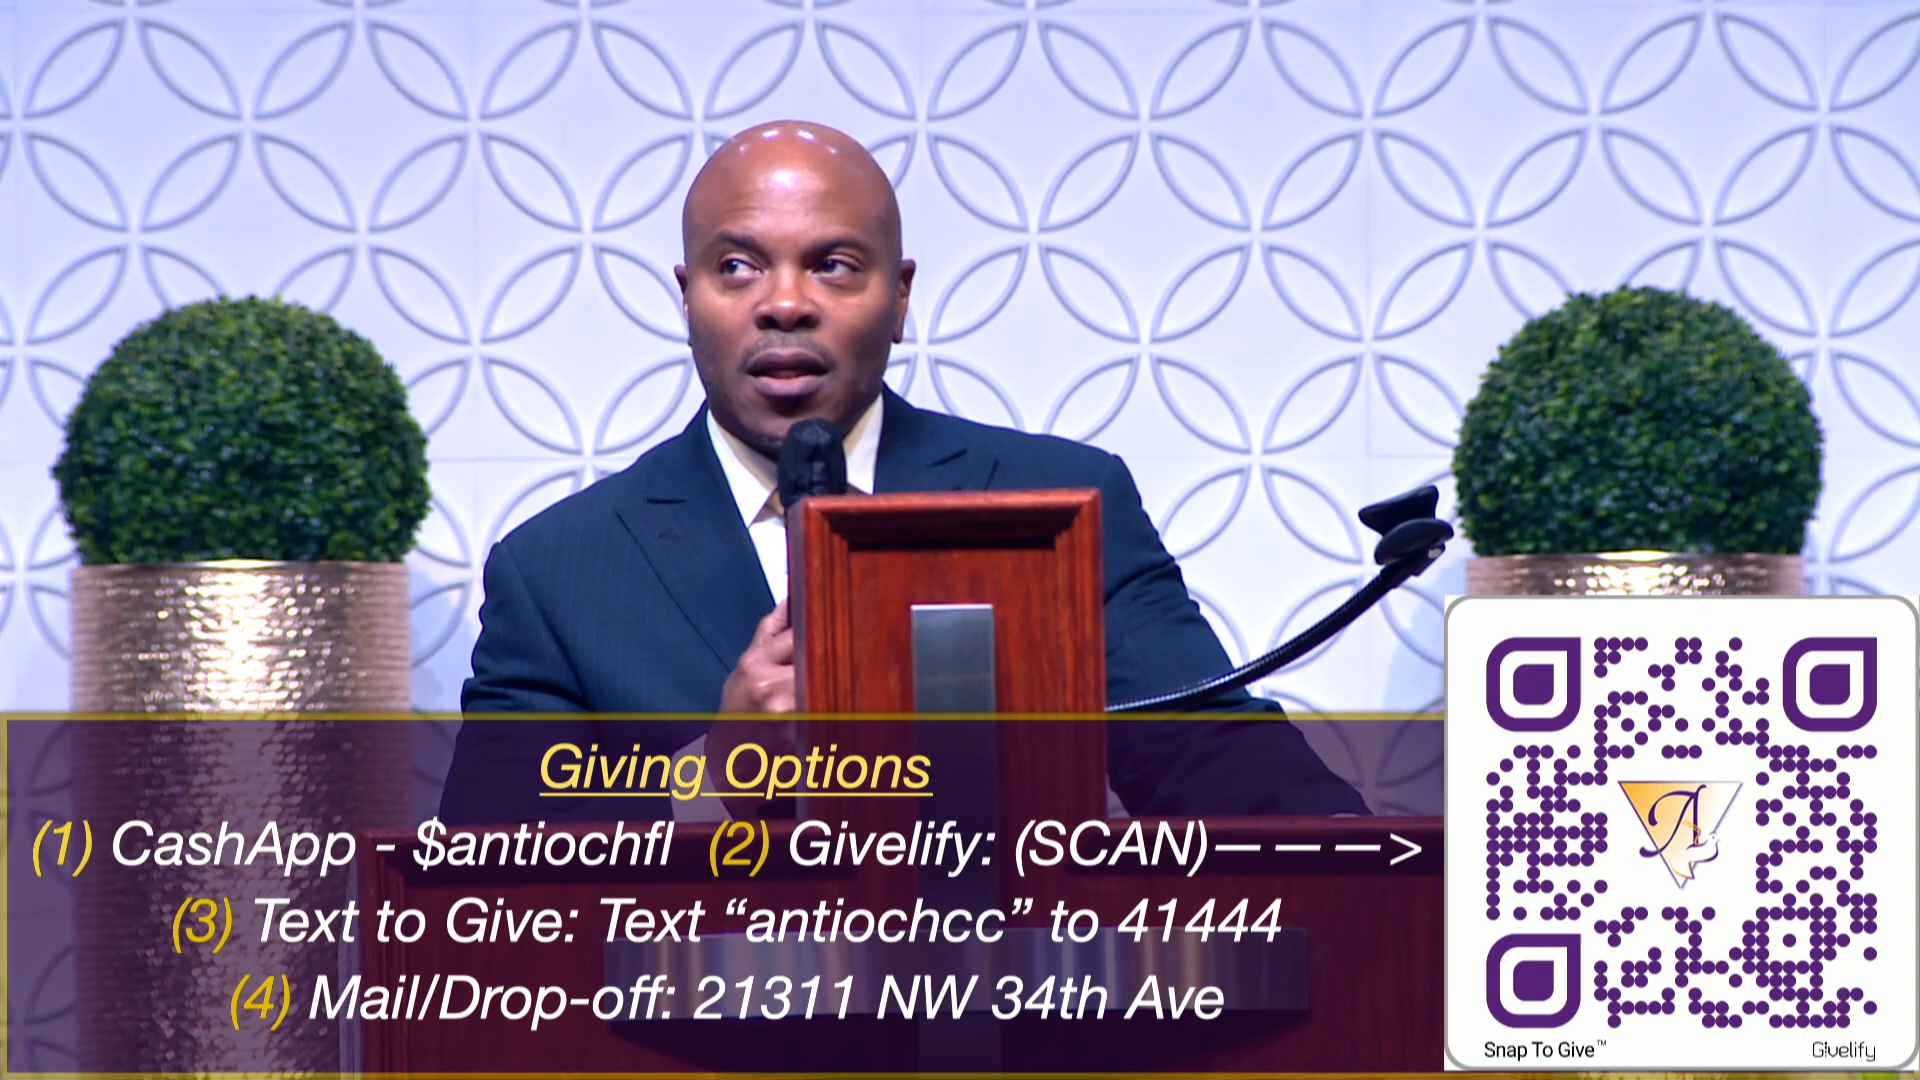 Giving Options
(1) CashApp - $antiochfl (2) Givelify: (SCAN)———>
(3) Text to Give: Text “antiochcc” to 41444
(4) Mail/Drop-off: 21311 NW 34th Ave
A
Snap To Give™ Givelify